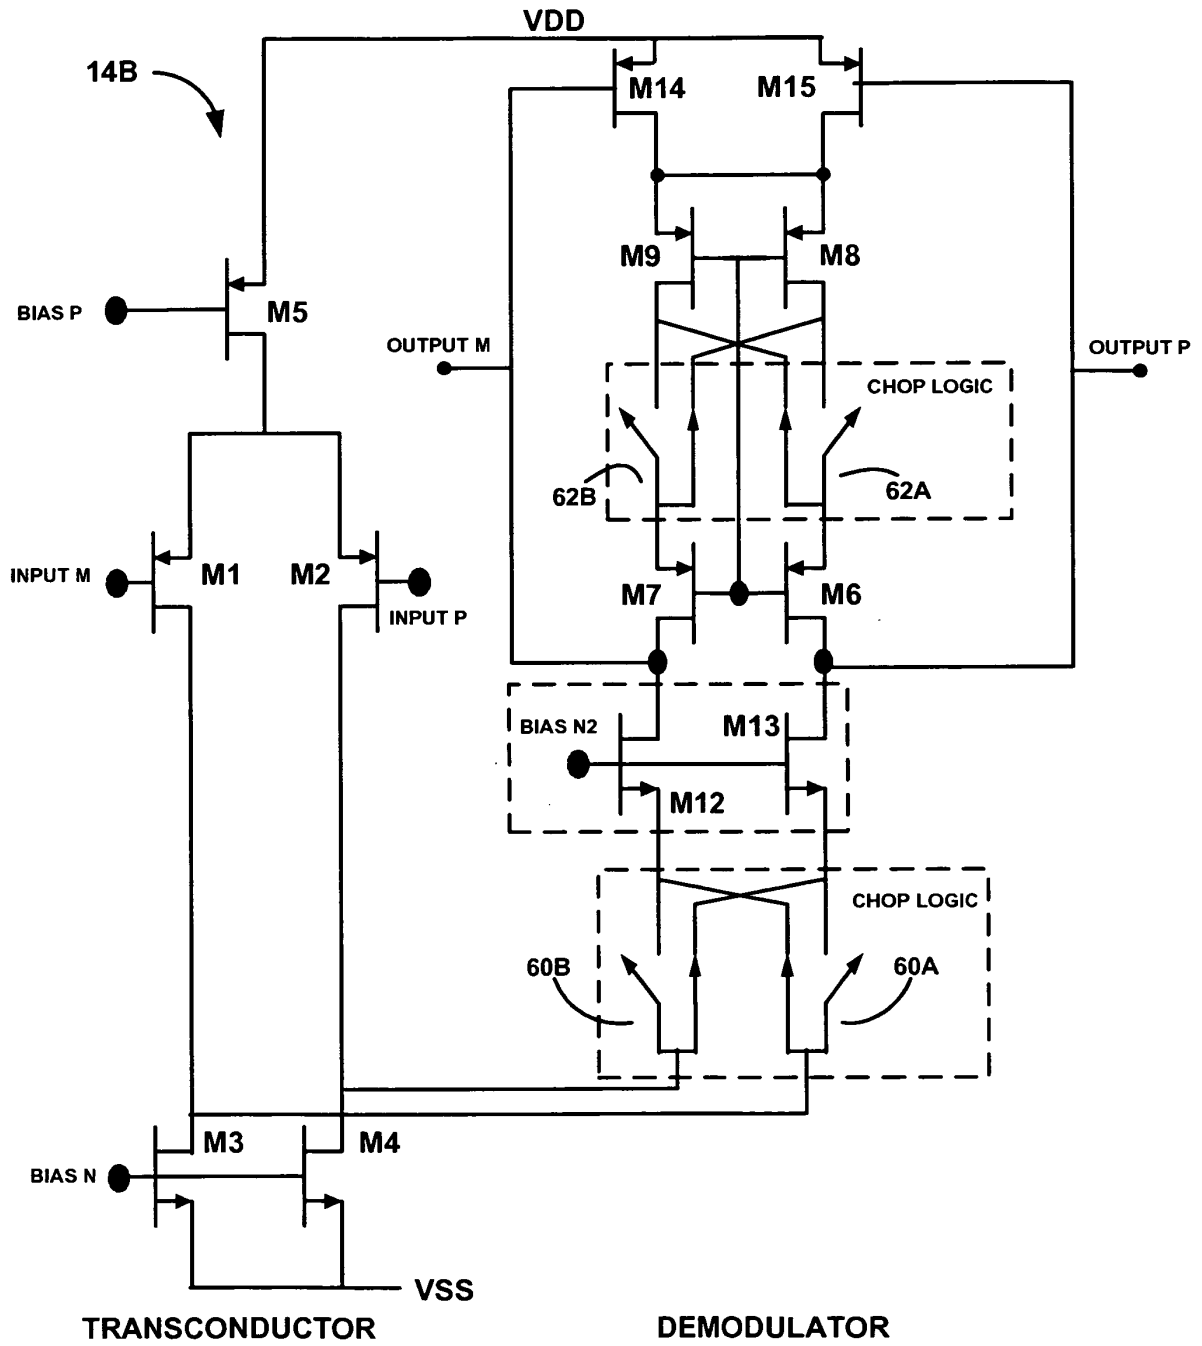 VDD
14B
M14
M15
M9
M8
BIAS P
M5
OUTPUT M
OUTPUT P
CHOP LOGIC
62B
62A
INPUT M
M1
M2
INPUT P
M7
M6
BIAS N2
M13
M12
CHOP LOGIC
60B
60A
M3
M4
BIAS N
VSS
TRANSCONDUCTOR
DEMODULATOR